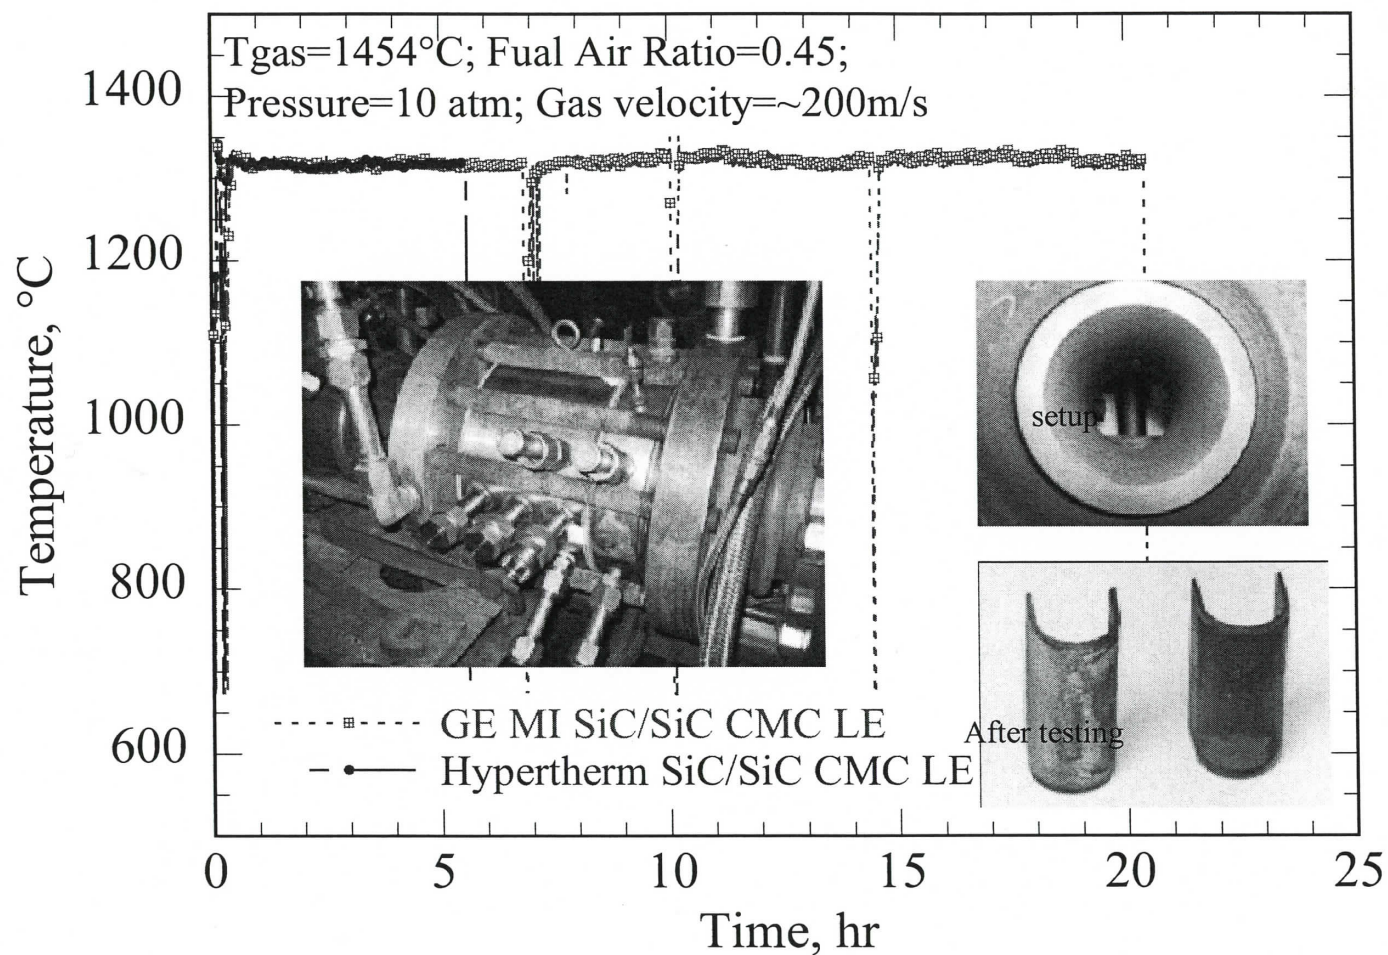 Tgas=1454°C; Fual Air Ratio=0.45;
Pressure=10 atm; Gas velocity=~200m/s
1400
1200
1000
800
600
Temperature, °C
setup
After testing
GE MI SiC/SiC CMC LE
Hypertherm SiC/SiC CMC LE
0 5 10 15 20 25
Time, hr